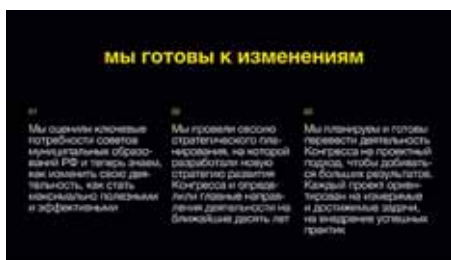 мы готовы к изменениям
01
Мы оценили ключевые
потребности советов
муниципальных образо-
ваний РФ и теперь знаем,
как изменить свою дея-
тельность, как стать
максимально полезными
и эффективными
02
Мы провели сессию
стратегического пла-
нирования, на которой
разработали новую
стратегию развития
Конгресса и опреде-
лили главные направ-
ления деятельности на
ближайшие десять лет
03
Мы планируем и готовы
перевести деятельность
Конгресса на проектный
подход, чтобы добивать-
ся больших результатов.
Каждый проект ориен-
тирован на измеримые
и достижимые задачи,
на внедрение успешных
практик